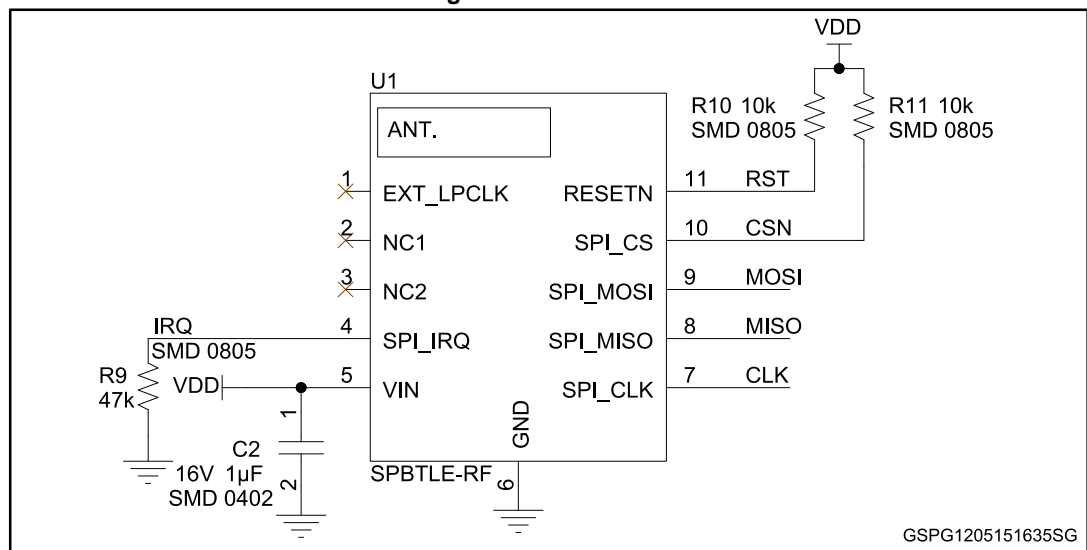 VDD
U1
R10 10k
SMD 0805
R11 10k
SMD 0805
ANT.
1
EXT_LPCLK
RESETN
11
RST
2
NC1
SPI_CS
10
CSN
3
NC2
SPI_MOSI
9
MOSI
IRQ
SMD 0805
4
SPI_IRQ
SPI_MISO
8
MISO
R9
47k
VDD
5
VIN
SPI_CLK
7
CLK
1
C2
16V 1µF
SMD 0402
2
GND
SPBTLE-RF
6
GSPG1205151635SG